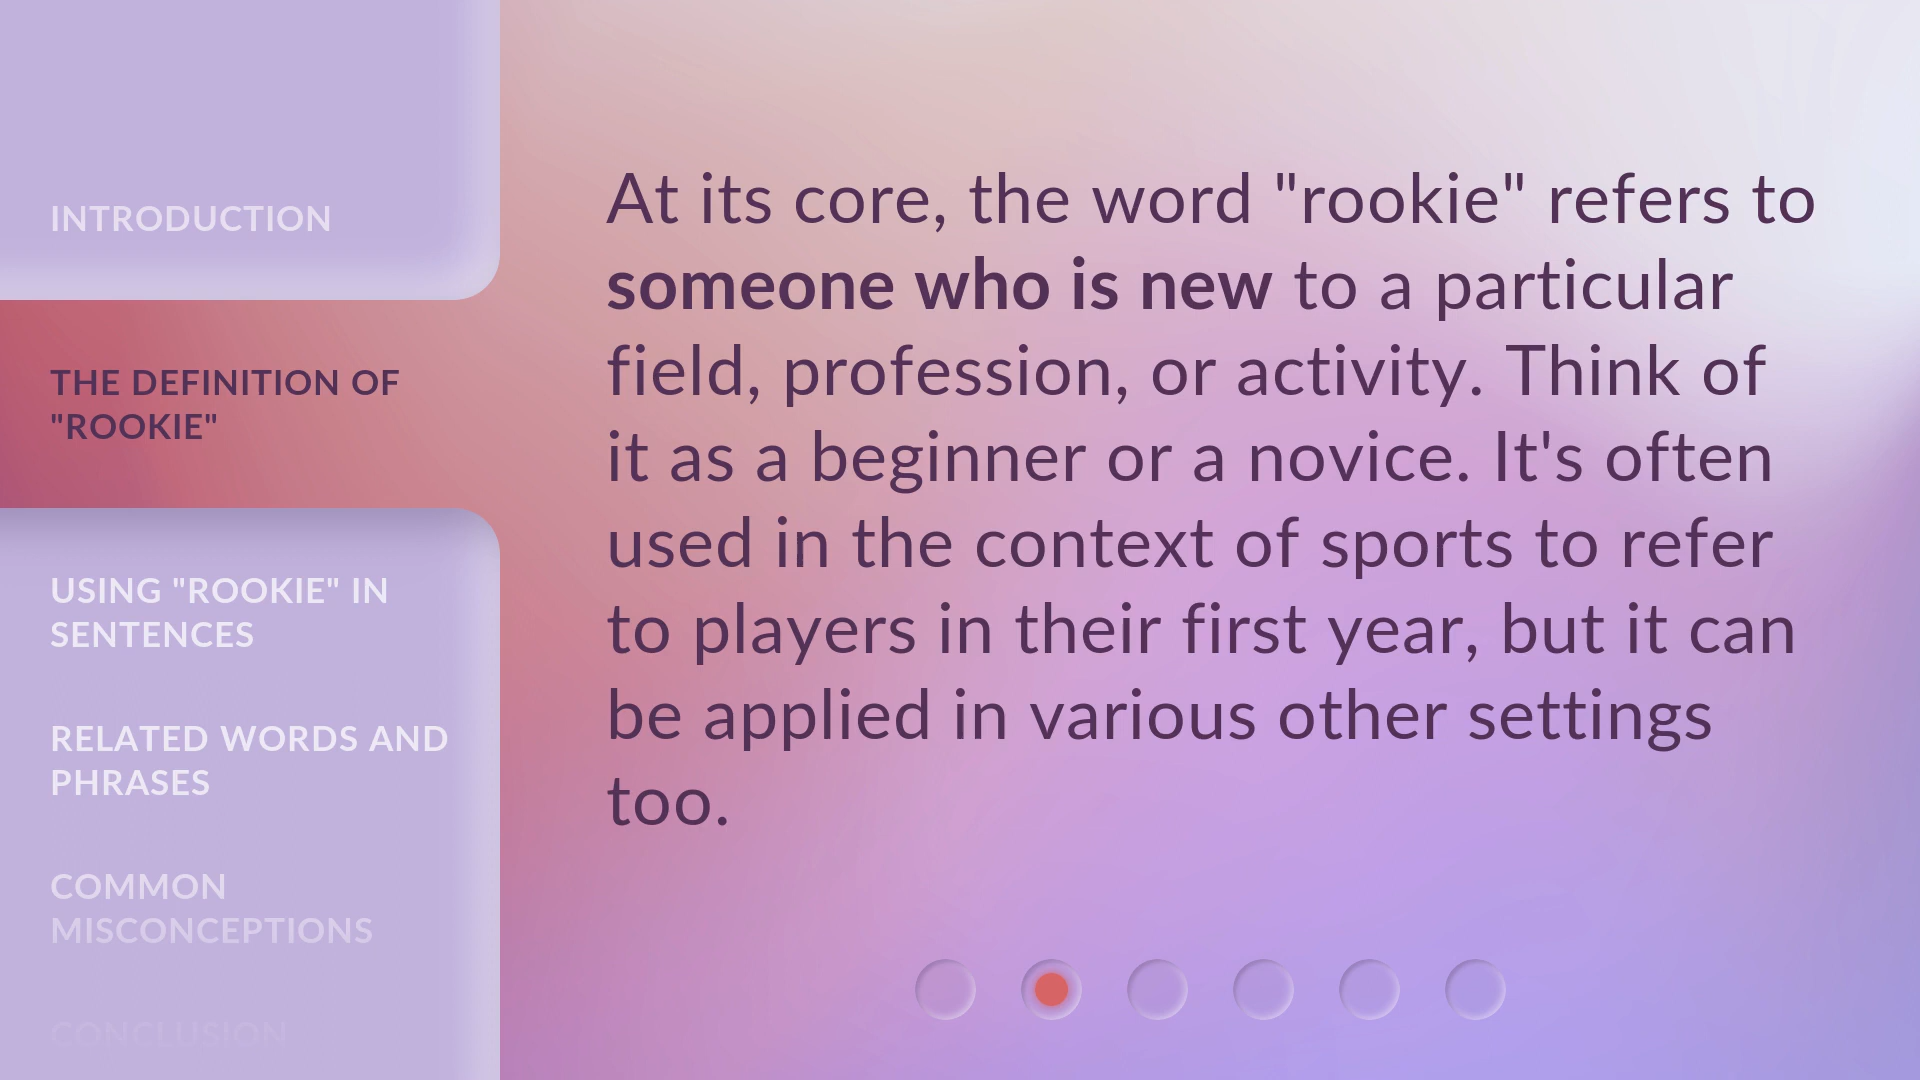 INTRODUCTION
THE DEFINITION OF
"ROOKIE"
USING "ROOKIE" IN
SENTENCES
RELATED WORDS AND
PHRASES
COMMON
MISCONCEPTIONS
CONCLUSION
At its core, the word "rookie" refers to
someone who is new to a particular
field, profession, or activity. Think of
it as a beginner or a novice. It's often
used in the context of sports to refer
to players in their first year, but it can
be applied in various other settings
too.